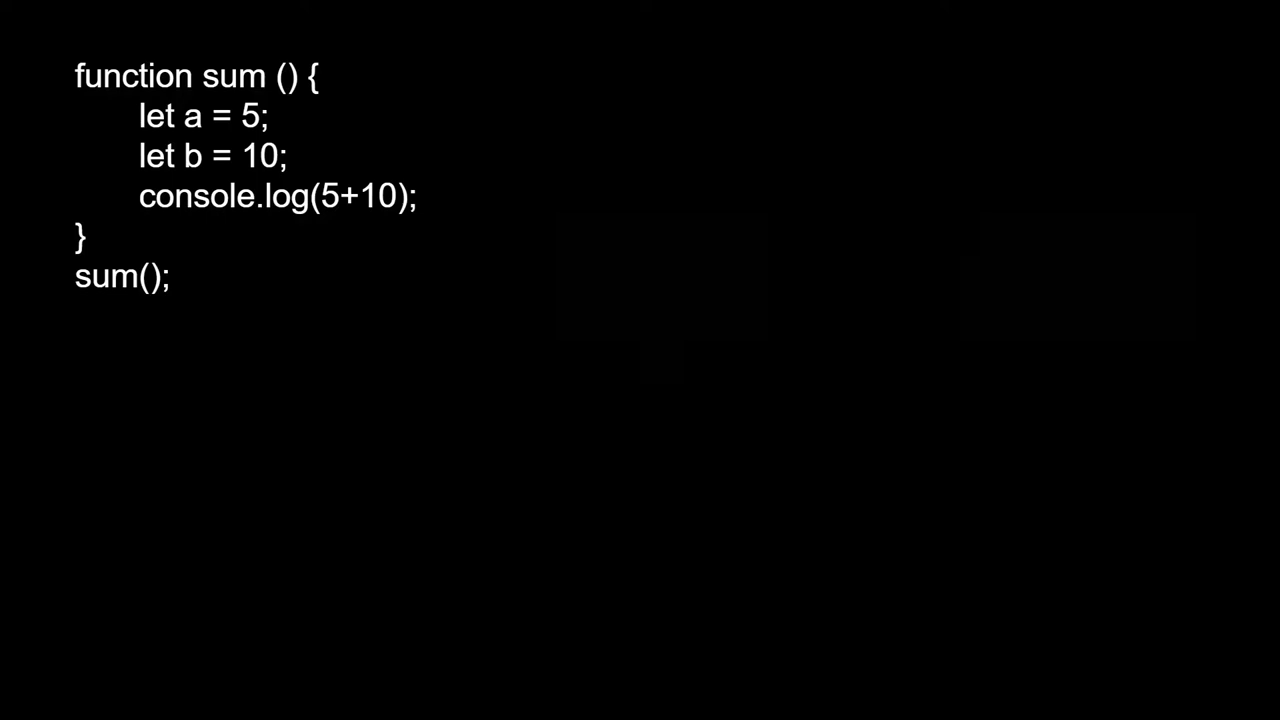 function sum () {
let a = 5;
let b = 10;
console.log(5+10);
}
sum();